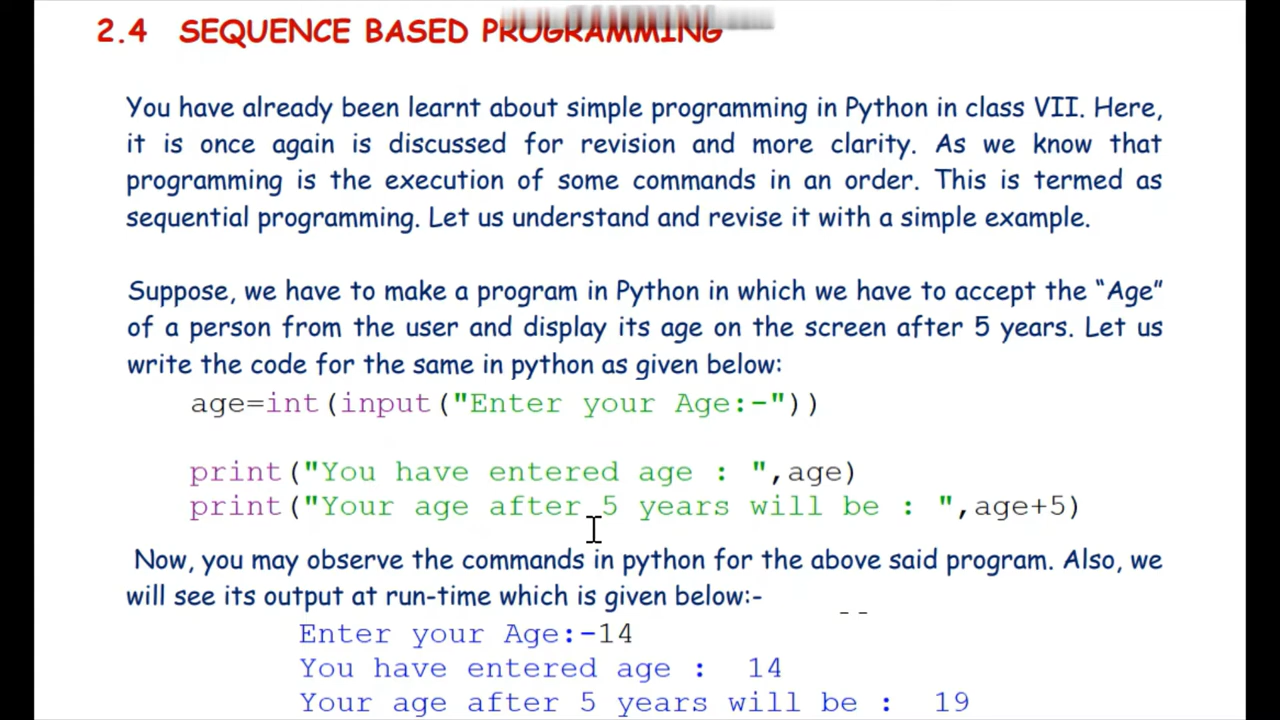 2.4 SEQUENCE BASED PROGRAMMING
You have already been learnt about simple programming in Python in class VII. Here,
it is once again is discussed for revision and more clarity. As we know that
programming is the execution of some commands in an order. This is termed as
sequential programming. Let us understand and revise it with a simple example.
Suppose, we have to make a program in Python in which we have to accept the “Age”
of a person from the user and display its age on the screen after 5 years. Let us
write the code for the same in python as given below:
age=int(input("Enter your Age:-"))
print("You have entered age : ",age)
print("Your age after 5 years will be : ",age+5)
Now, you may observe the commands in python for the above said program. Also, we
will see its output at run-time which is given below:-
Enter your Age:-14
You have entered age :  14
Your age after 5 years will be :  19